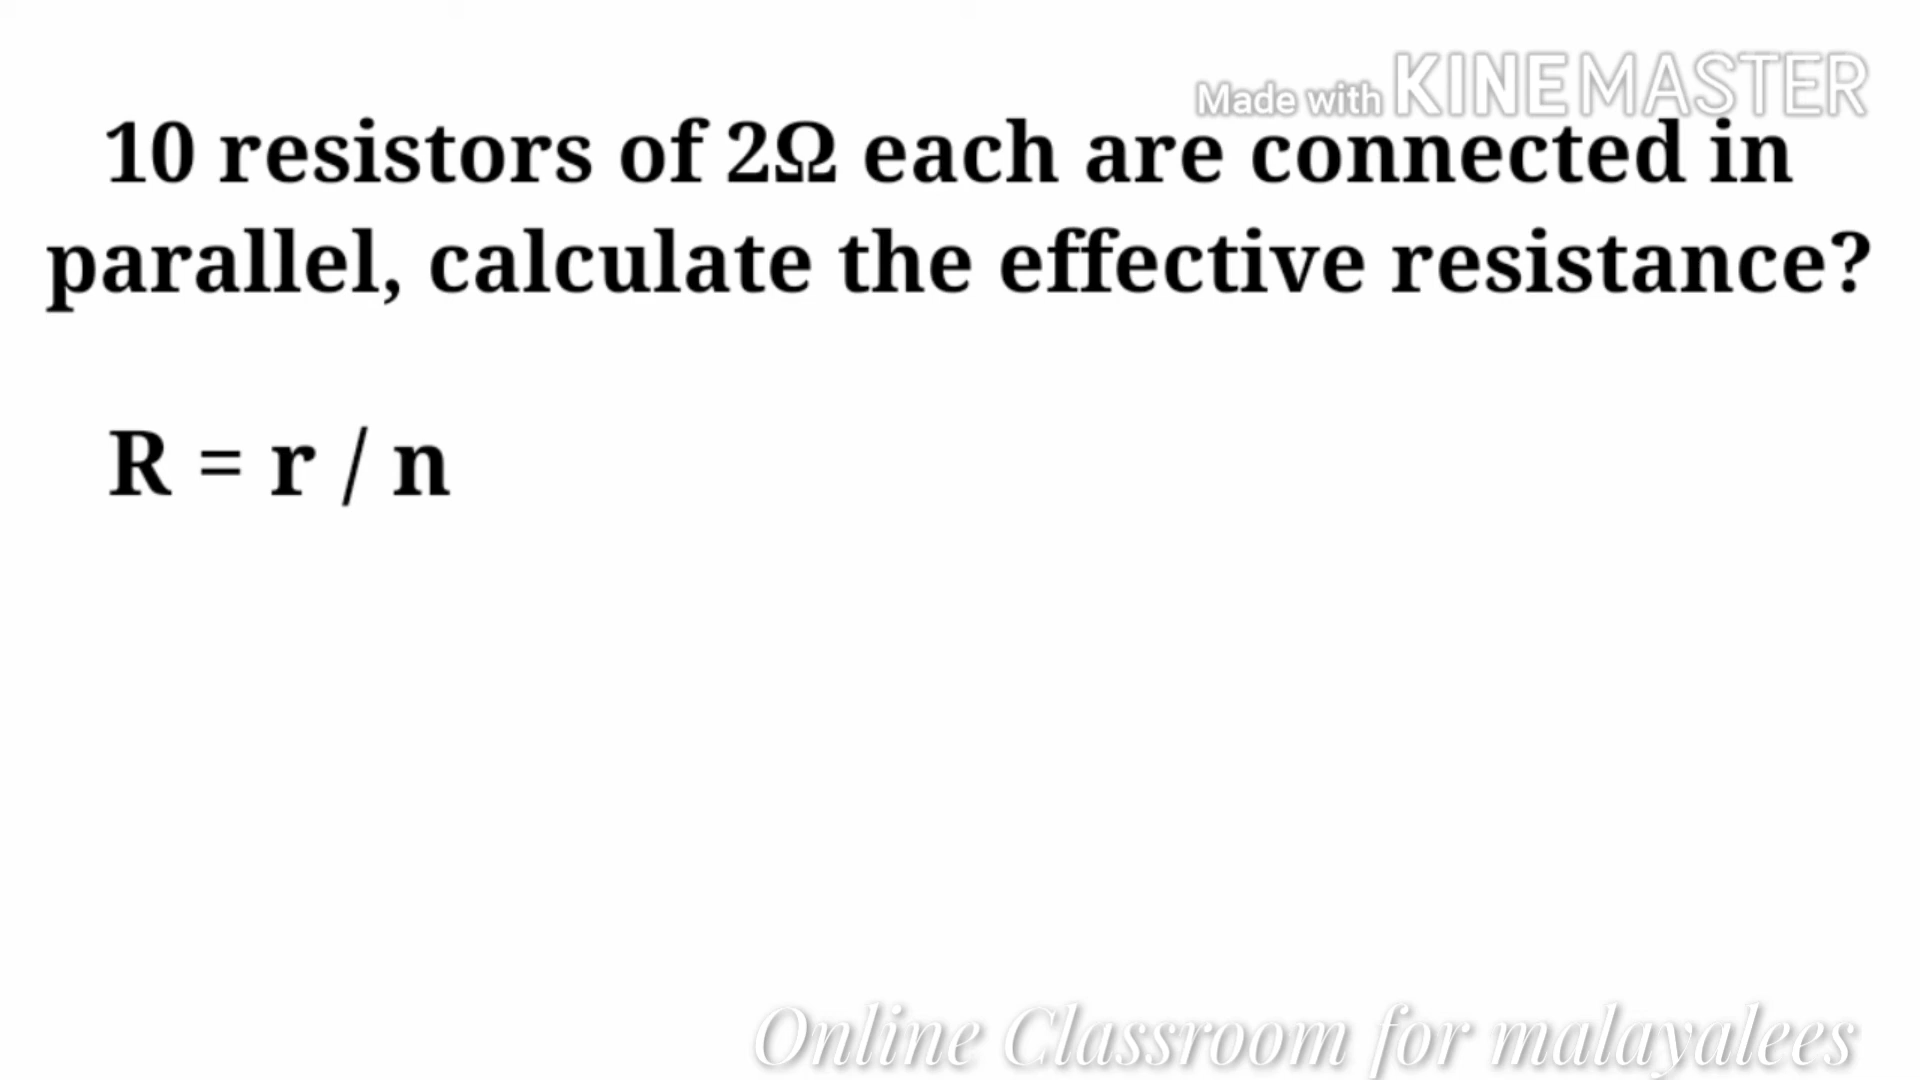 Made with KINEMASTER
10 resistors of 2Ω each are connected in
parallel, calculate the effective resistance?
R = r / n
Online Classroom for malayalees